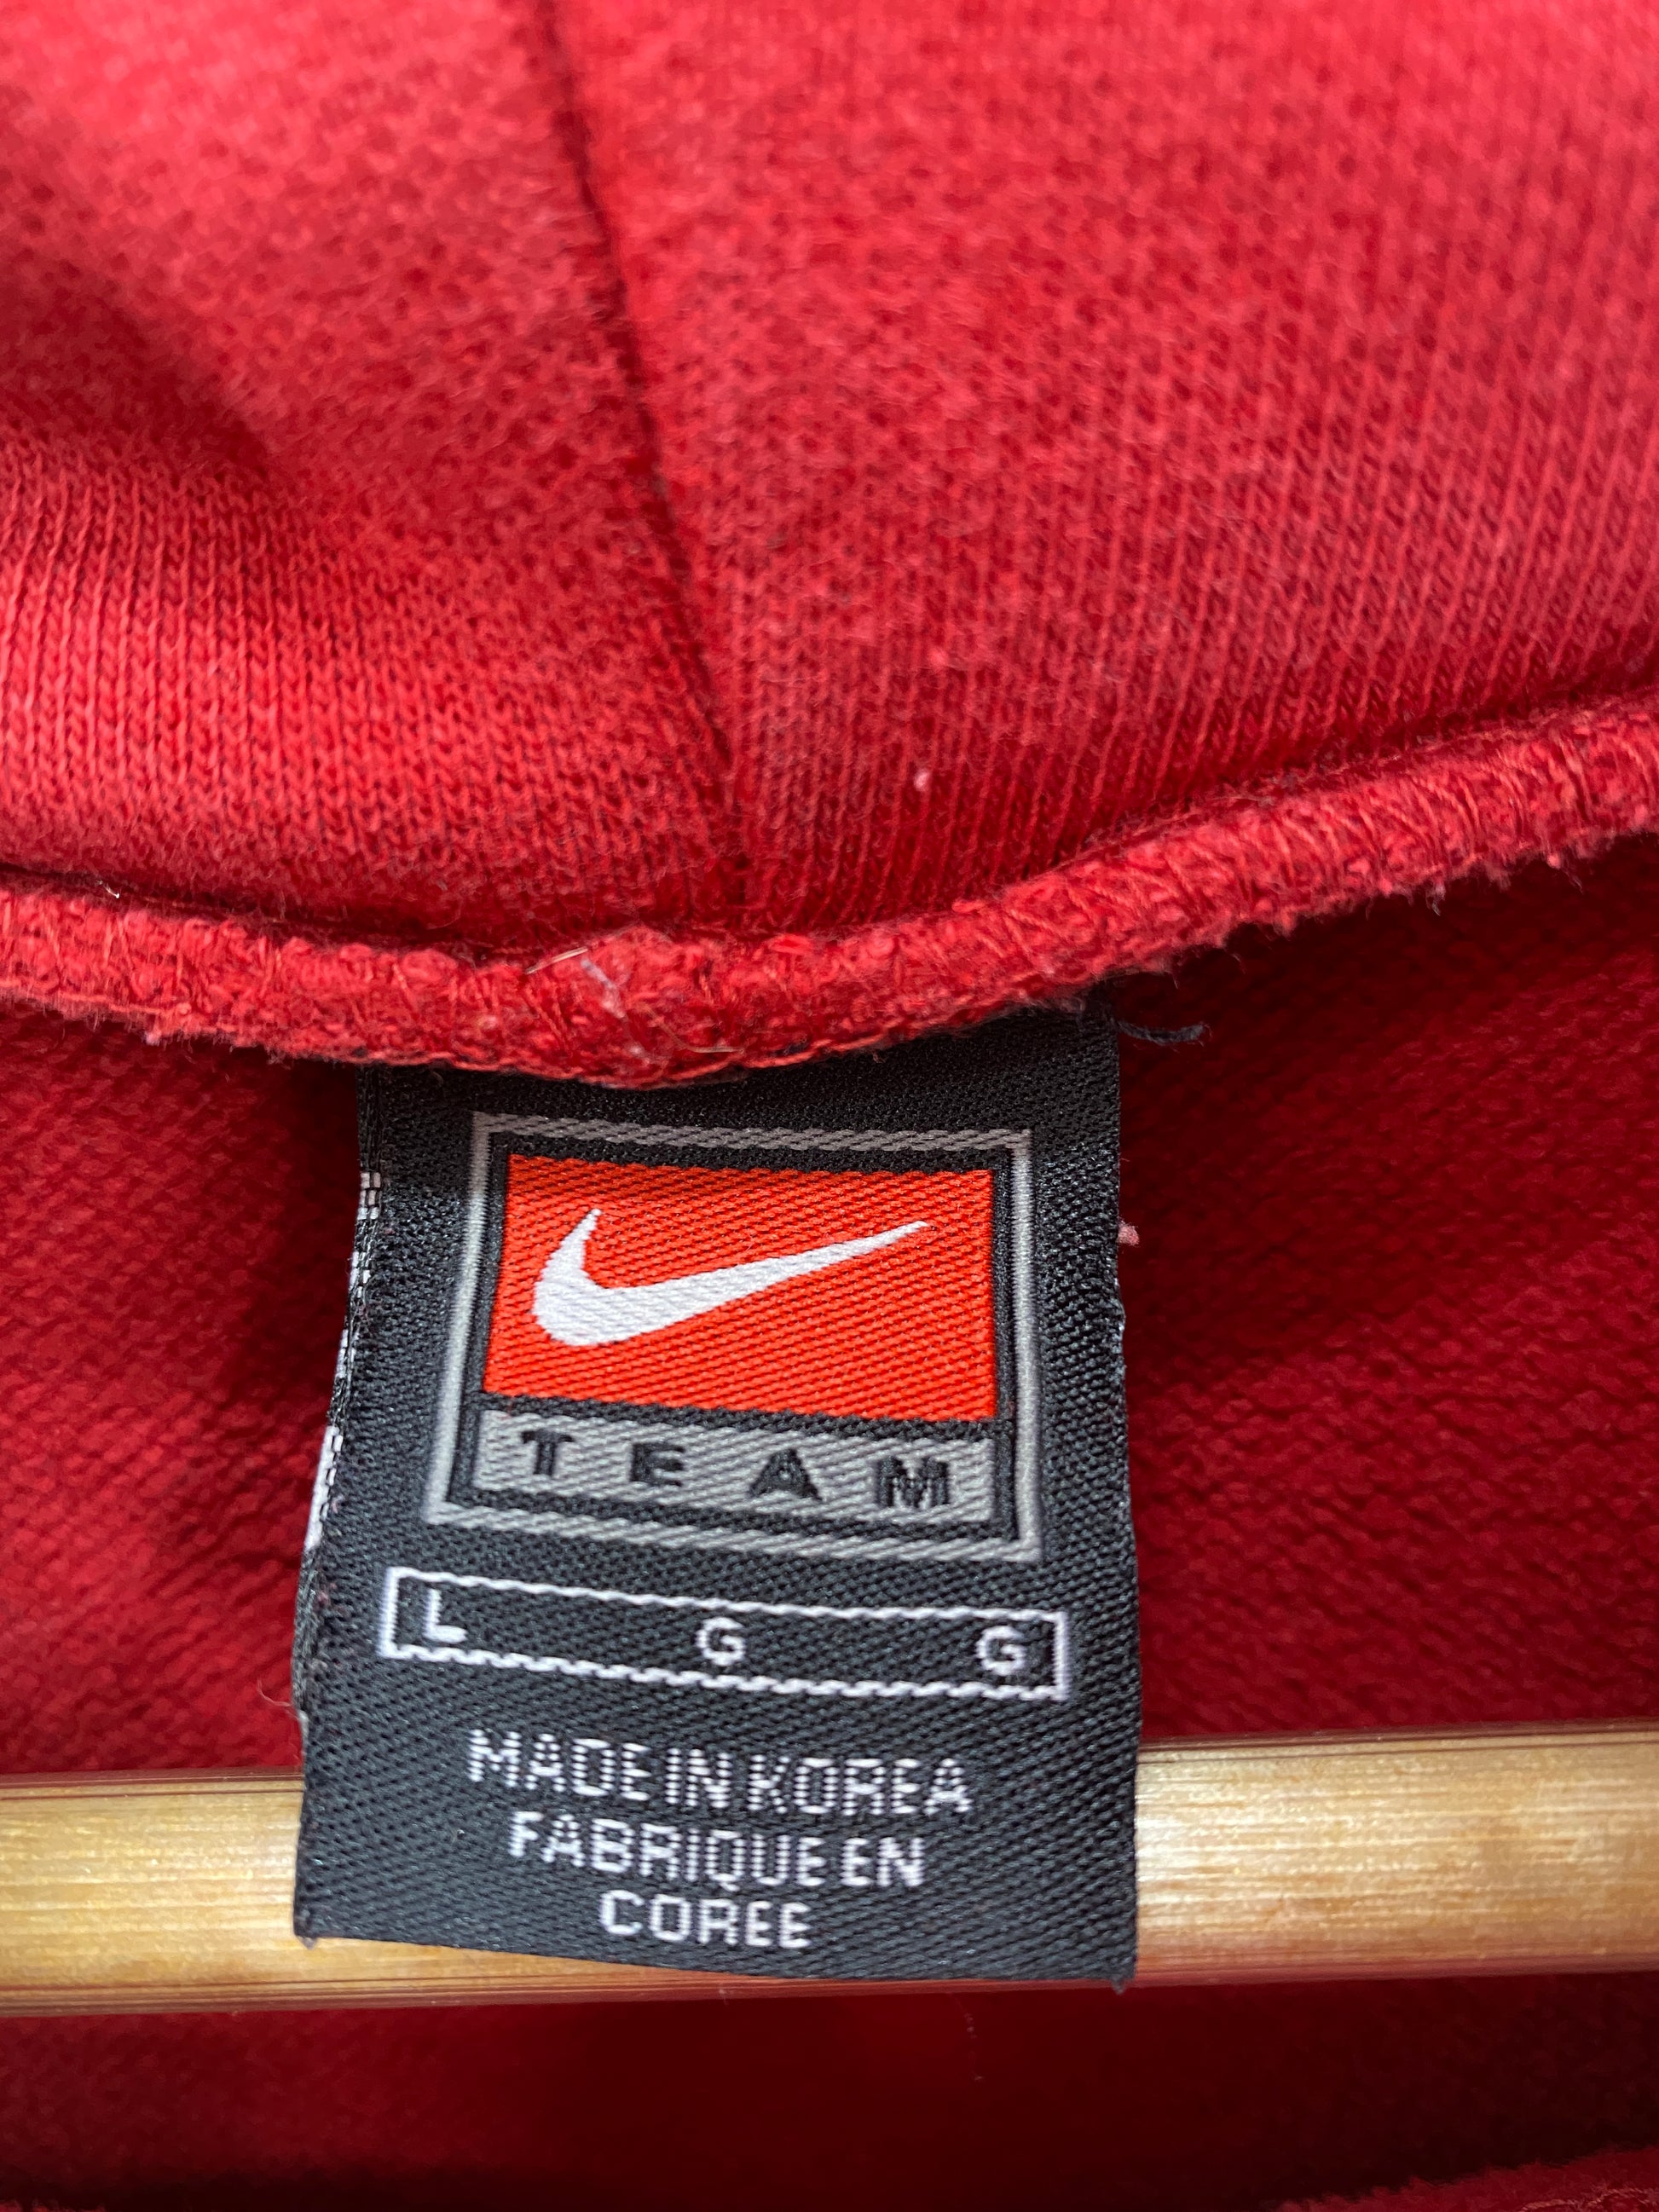 TEAM
L G G
MADE IN KOREA
FABRIQUE EN
COREE